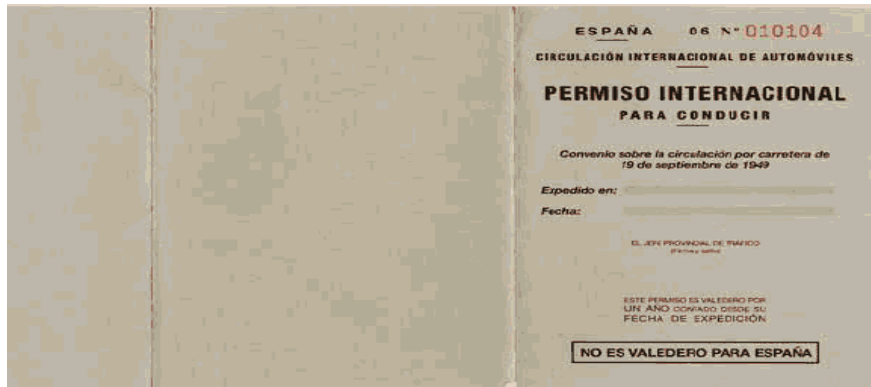 ESPAÑA 06 Nº 010104
CIRCULACIÓN INTERNACIONAL DE AUTOMÓVILES
PERMISO INTERNACIONAL
PARA CONDUCIR
Convenio sobre la circulación por carretera de
19 de septiembre de 1949
Expedido en:
Fecha:
EL JEFE PROVINCIAL DE TRAFICO
(Firma y sello)
ESTE PERMISO ES VALEDERO POR
UN AÑO CONTADO DESDE SU
FECHA DE EXPEDICIÓN
NO ES VALEDERO PARA ESPAÑA